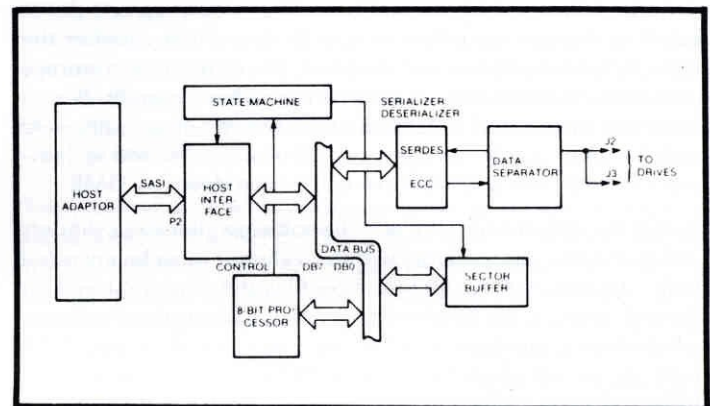 STATE MACHINE
SERIALIZER
DESERIALIZER
SERDES
ECC
DATA
SEPARATOR
J2
J3
TO
DRIVES
HOST
ADAPTOR
SASI
P2
HOST
INTER
FACE
DATA BUS
DB7 DB0
CONTROL
8-BIT PRO-
CESSOR
SECTOR
BUFFER